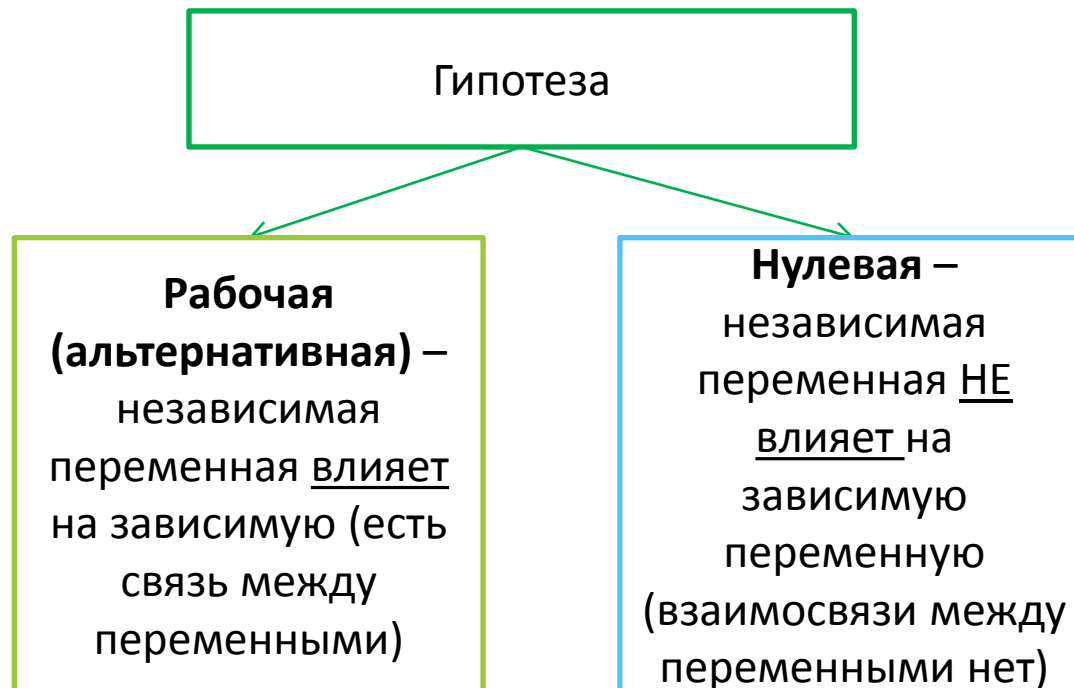 Гипотеза
Рабочая
(альтернативная) –
независимая
переменная влияет
на зависимую (есть
связь между
переменными)
Нулевая –
независимая
переменная НЕ
влияет на
зависимую
переменную
(взаимосвязи между
переменными нет)